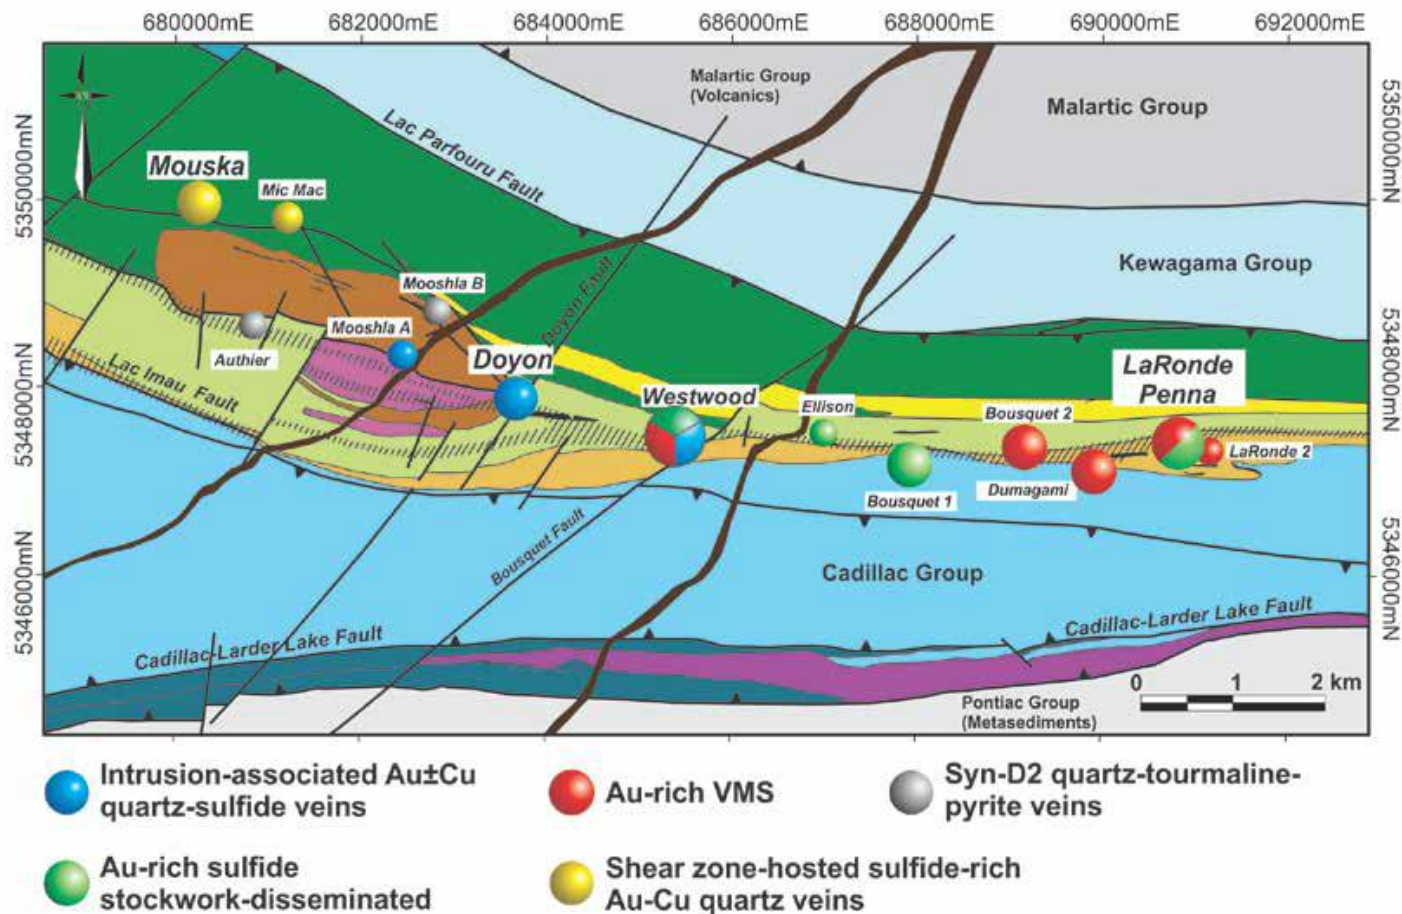 680000mE
682000mE
684000mE
686000mE
688000mE
690000mE
692000mE
5350000mN
5348000mN
5346000mN
5350000mN
5348000mN
5346000mN
Malartic Group
(Volcanics)
Malartic Group
Lac Parfouru Fault
Mouska
Mic Mac
Kewagama Group
Mooshla B
Doyon Fault
Mooshla A
Authier
Doyon
LaRonde
Penna
Lac Imau Fault
Westwood
Ellison
Bousquet 2
LaRonde 2
Bousquet 1
Dumagami
Bousquet Fault
Cadillac Group
Cadillac-Larder Lake Fault
Cadillac-Larder Lake Fault
Pontiac Group
(Metasediments)
0 1 2 km
Intrusion-associated Au±Cu
quartz-sulfide veins
Au-rich VMS
Syn-D2 quartz-tourmaline-
pyrite veins
Au-rich sulfide
stockwork-disseminated
Shear zone-hosted sulfide-rich
Au-Cu quartz veins